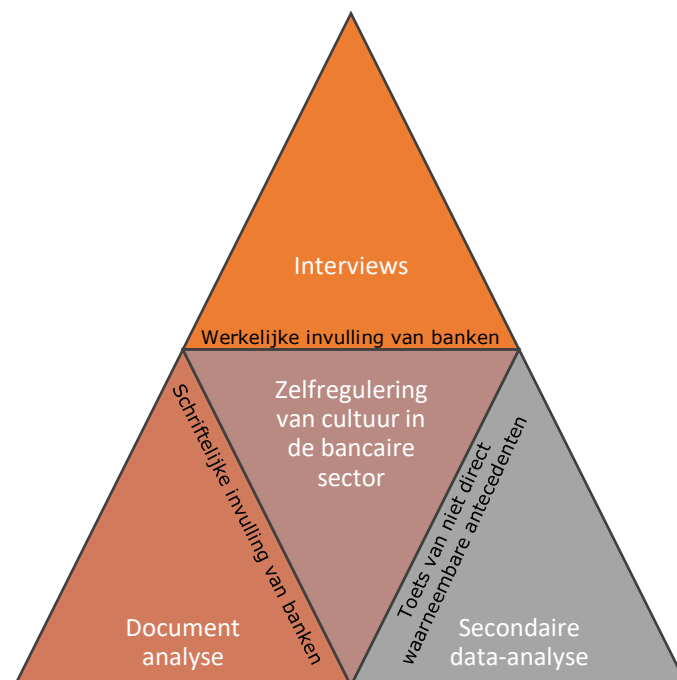 Interviews
Werkelijke invulling van banken
Zelfregulering
van cultuur in
de bancaire
sector
Schriftelijke invulling van banken
Toets van niet direct
waarneembare antecedenten
Document
analyse
Secondaire
data-analyse